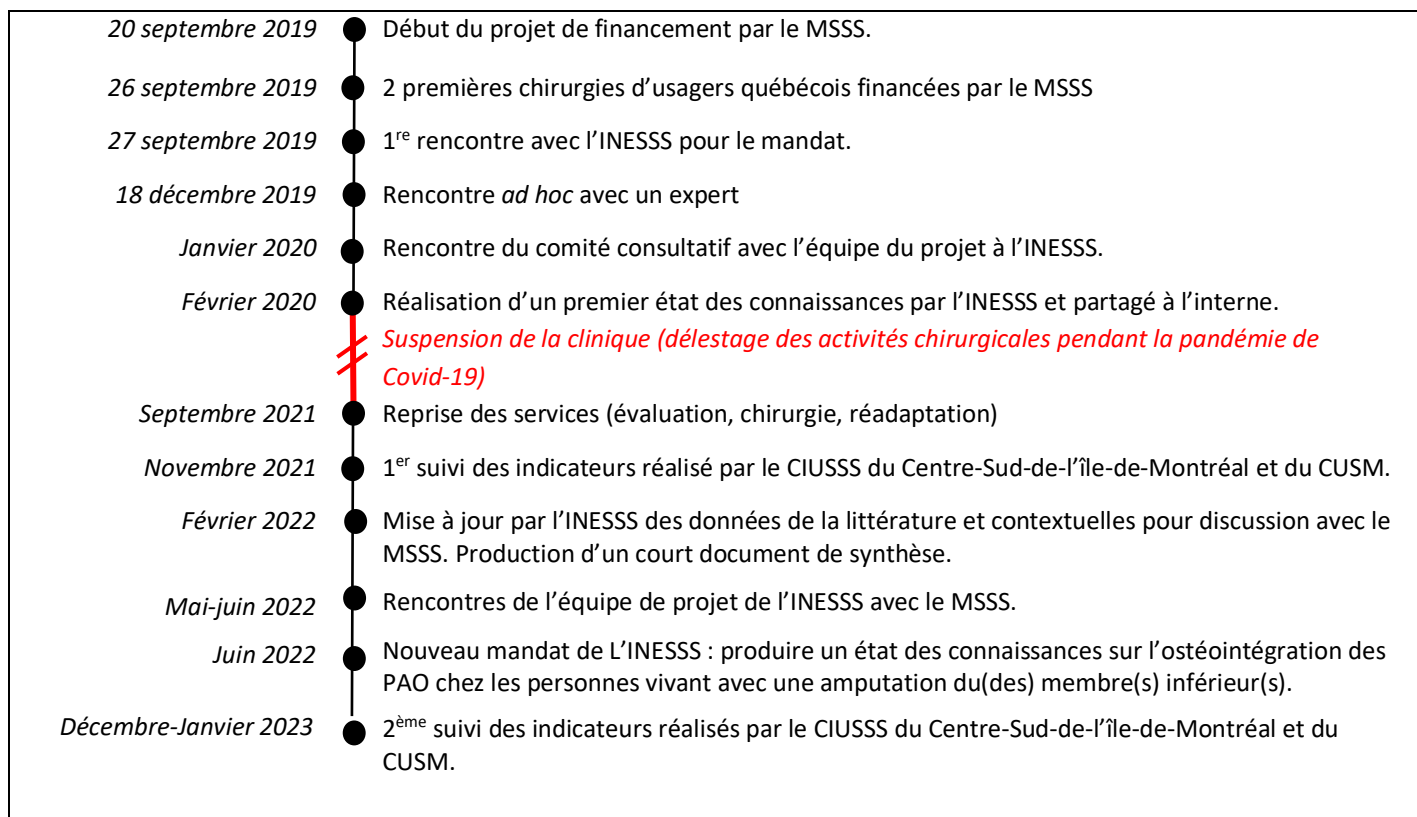 20 septembre 2019 Début du projet de financement par le MSSS.
26 septembre 2019 2 premières chirurgies d’usagers québécois financées par le MSSS
27 septembre 2019 1re rencontre avec l’INESSS pour le mandat.
18 décembre 2019 Rencontre ad hoc avec un expert
Janvier 2020 Rencontre du comité consultatif avec l’équipe du projet à l’INESSS.
Février 2020 Réalisation d’un premier état des connaissances par l’INESSS et partagé à l’interne.
Suspension de la clinique (délestage des activités chirurgicales pendant la pandémie de
Covid-19)
Septembre 2021 Reprise des services (évaluation, chirurgie, réadaptation)
Novembre 2021 1er suivi des indicateurs réalisé par le CIUSSS du Centre-Sud-de-l’île-de-Montréal et du CUSM.
Février 2022 Mise à jour par l’INESSS des données de la littérature et contextuelles pour discussion avec le
MSSS. Production d’un court document de synthèse.
Mai-juin 2022 Rencontres de l’équipe de projet de l’INESSS avec le MSSS.
Juin 2022 Nouveau mandat de L’INESSS : produire un état des connaissances sur l’ostéointégration des
PAO chez les personnes vivant avec une amputation du(des) membre(s) inférieur(s).
Décembre-Janvier 2023 2ème suivi des indicateurs réalisés par le CIUSSS du Centre-Sud-de-l’île-de-Montréal et du
CUSM.